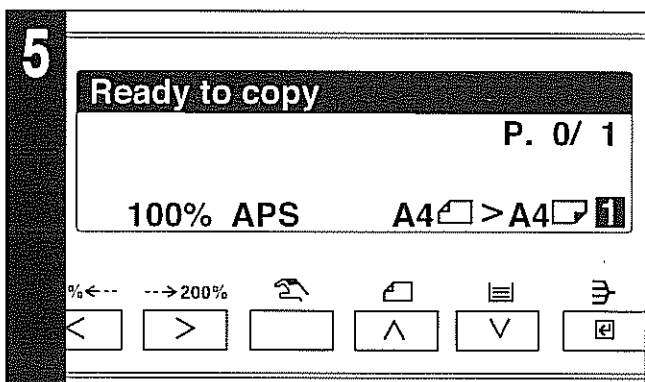 5
Ready to copy
P. 0/ 1
100% APS A4 > A4 1
%←-- --→200%
< > ∧ ∨ ↵